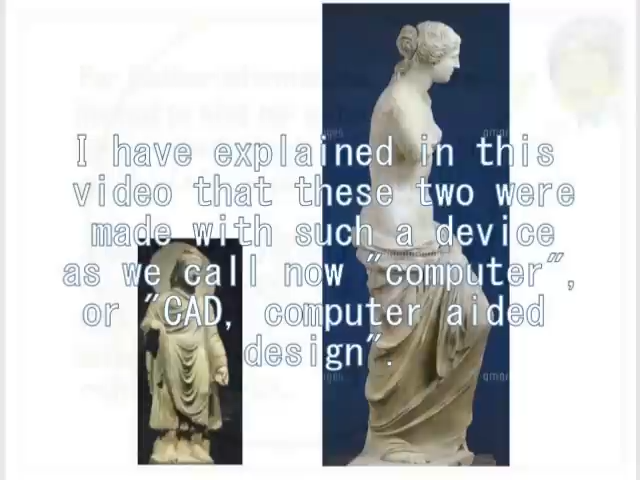 I have explained in this
video that these two were
made with such a device
as we call now "computer",
or "CAD, computer aided
design".